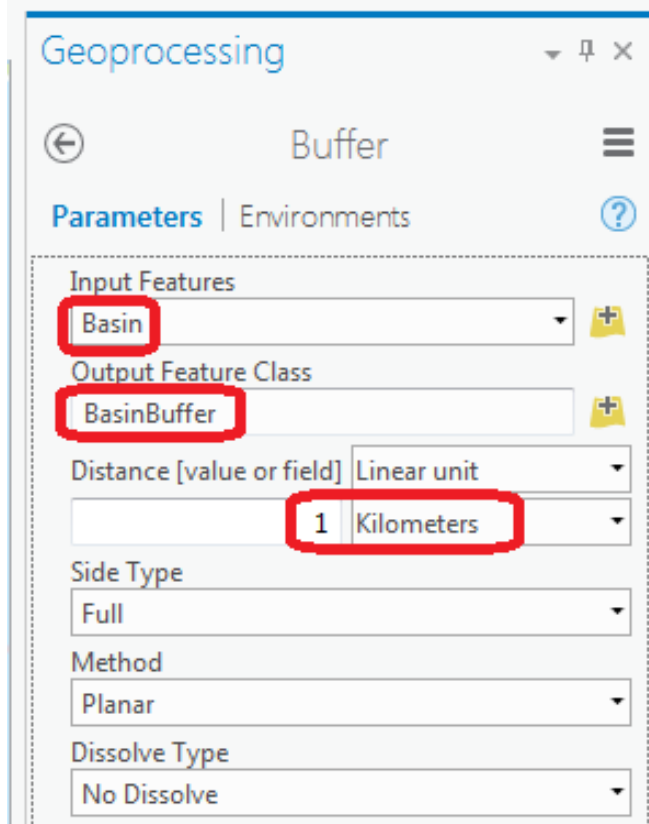 Geoprocessing
Buffer
Parameters | Environments
?
Input Features
Basin
Output Feature Class
BasinBuffer
Distance [value or field] Linear unit
1 Kilometers
Side Type
Full
Method
Planar
Dissolve Type
No Dissolve